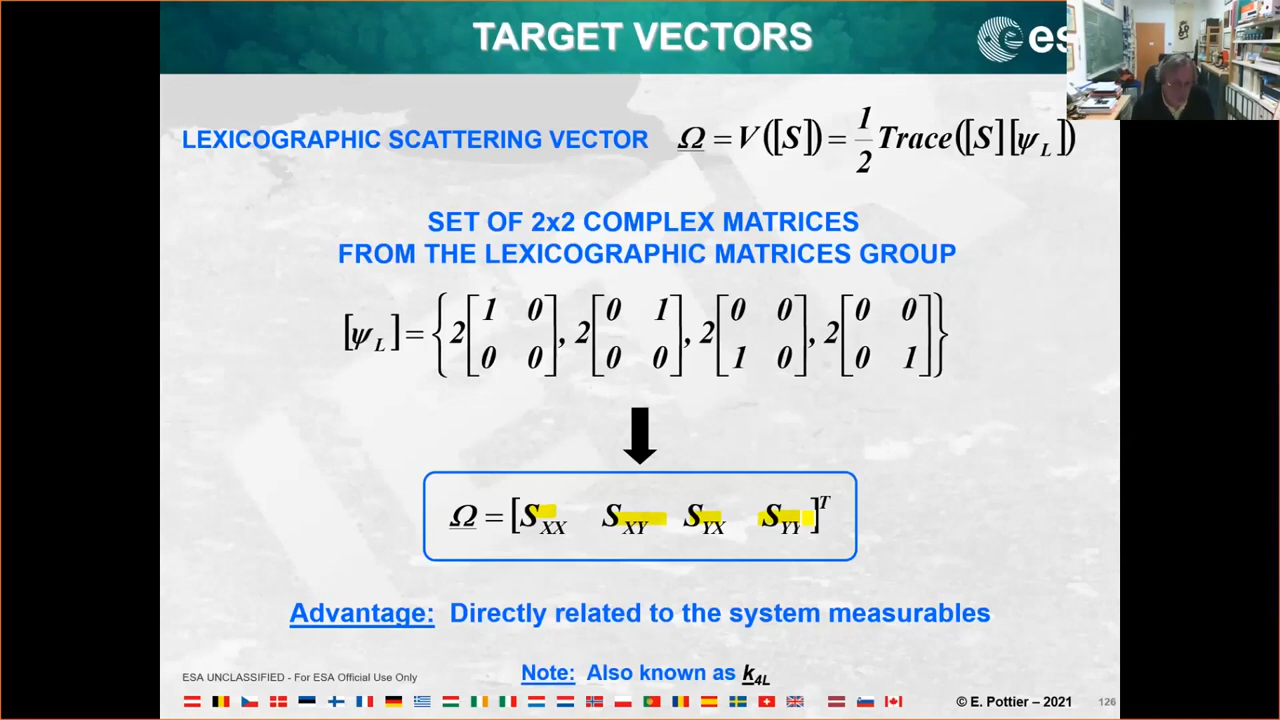 TARGET VECTORS
es
LEXICOGRAPHIC SCATTERING VECTOR Ω = V([S]) = 1/2 Trace([S][ψL])
SET OF 2x2 COMPLEX MATRICES
FROM THE LEXICOGRAPHIC MATRICES GROUP
[ψL] = {2[1 0; 0 0], 2[0 1; 0 0], 2[0 0; 1 0], 2[0 0; 0 1]}
Ω = [SXX SXY SYX SYY]T
Advantage: Directly related to the system measurables
Note: Also known as k4L
ESA UNCLASSIFIED - For ESA Official Use Only
© E. Pottier – 2021 126